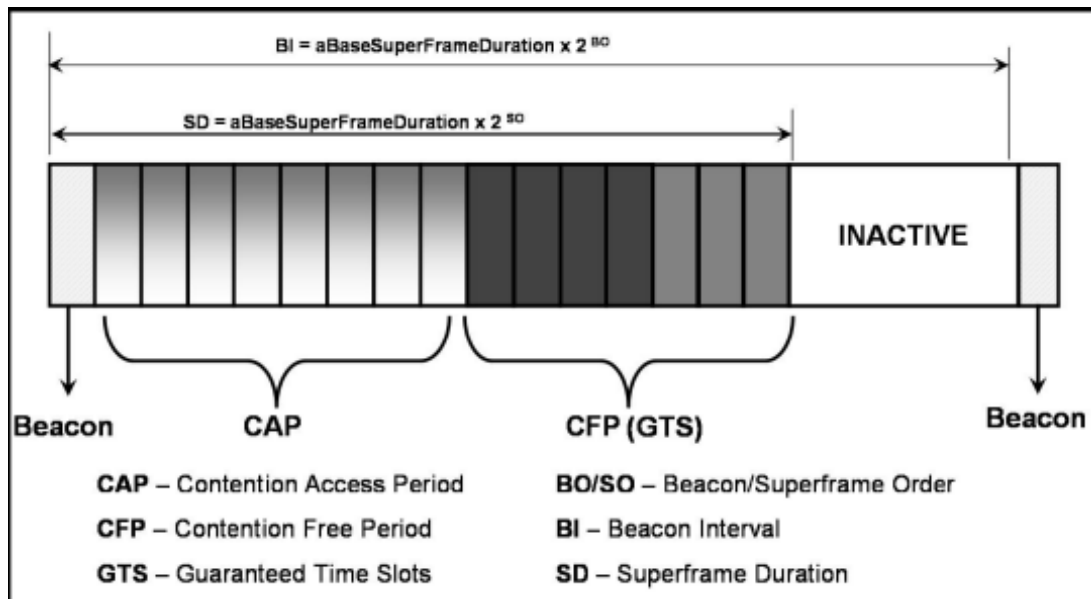 BI = aBaseSuperFrameDuration x 2 BO
SD = aBaseSuperFrameDuration x 2 SO
INACTIVE
Beacon
CAP
CFP (GTS)
Beacon
CAP – Contention Access Period
BO/SO – Beacon/Superframe Order
CFP – Contention Free Period
BI – Beacon Interval
GTS – Guaranteed Time Slots
SD – Superframe Duration